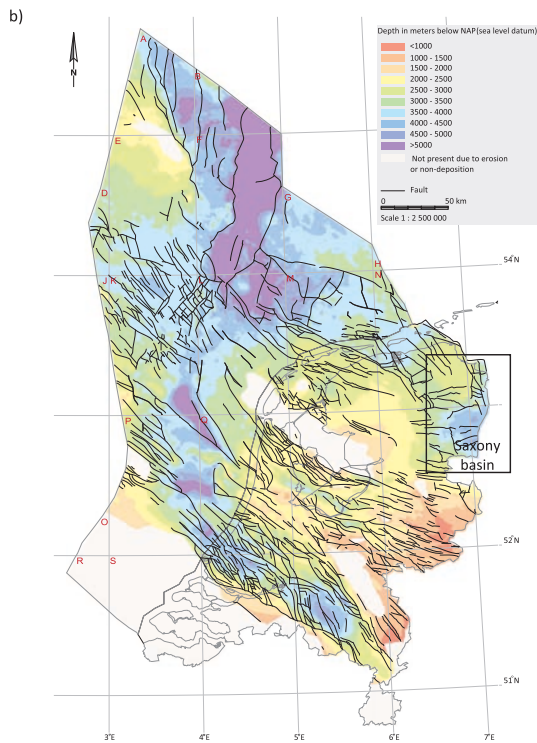 b)
N
Depth in meters below NAP(sea level datum)
<1000
1000 - 1500
1500 - 2000
2000 - 2500
2500 - 3000
3000 - 3500
3500 - 4000
4000 - 4500
4500 - 5000
>5000
Not present due to erosion
or non-deposition
Fault
0 50 km
Scale 1 : 2 500 000
A
B
E
F
D
G
H
54°N
J K
M
N
P
Q
Saxony
basin
O
52°N
R S
51°N
3°E 4°E 5°E 6°E 7°E